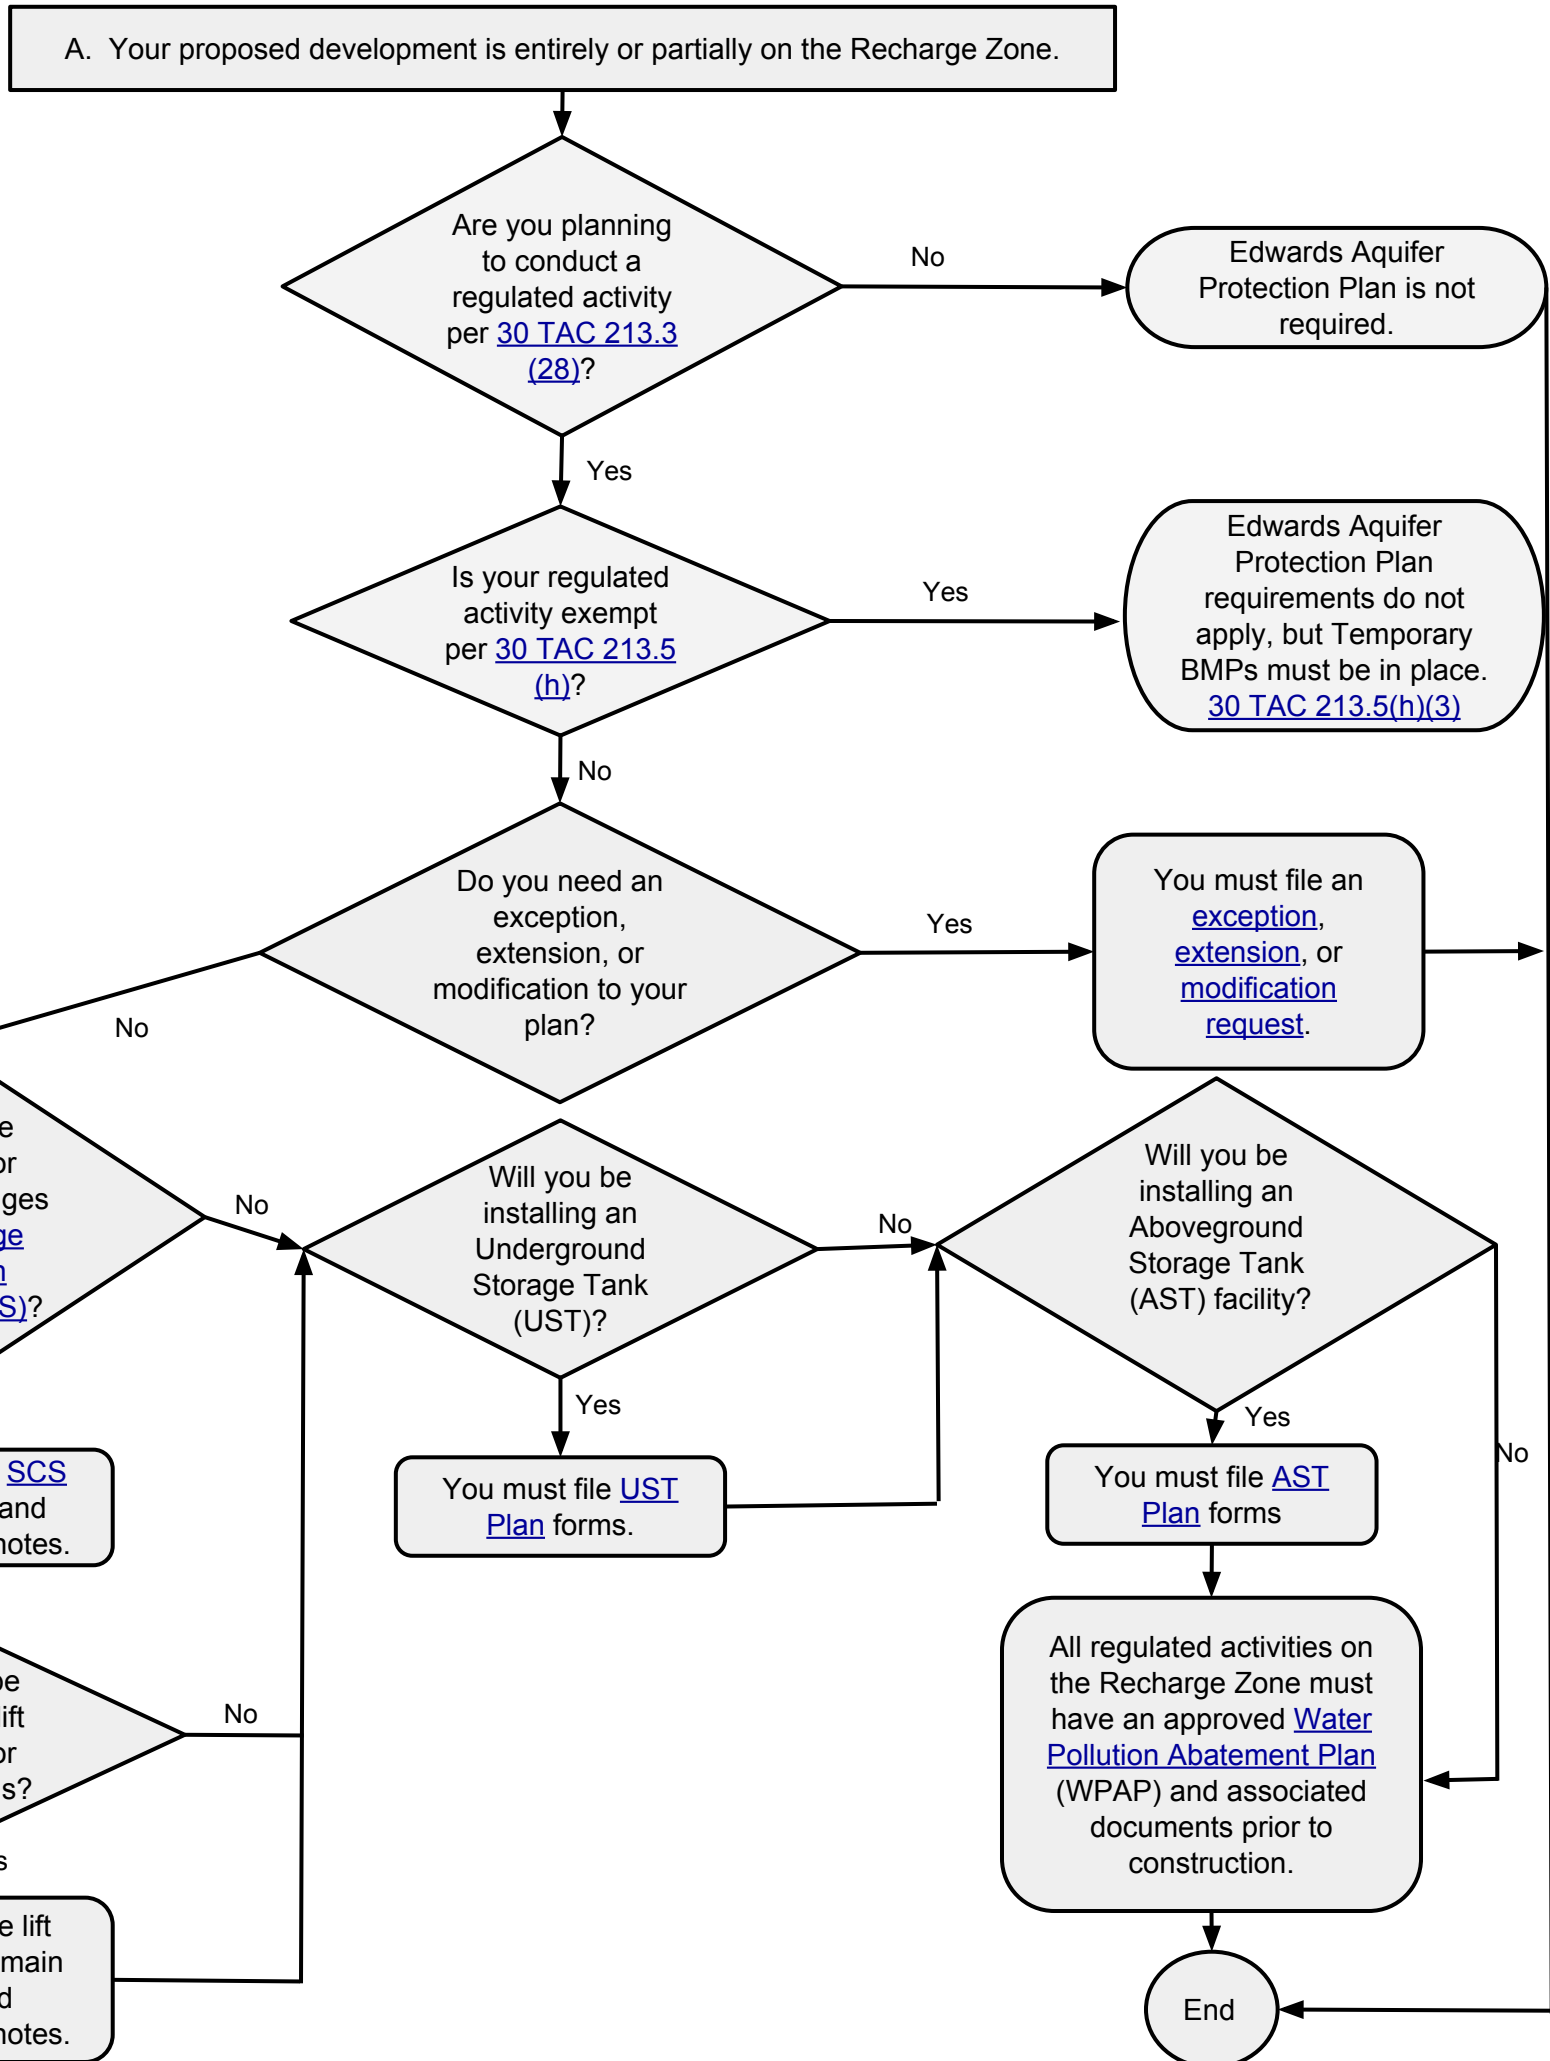 A. Your proposed development is entirely or partially on the Recharge Zone.
Are you planning
to conduct a
regulated activity
per 30 TAC 213.3
(28)?
No
Edwards Aquifer
Protection Plan is not
required.
Yes
Is your regulated
activity exempt
per 30 TAC 213.5
(h)?
Yes
Edwards Aquifer
Protection Plan
requirements do not
apply, but Temporary
BMPs must be in place.
30 TAC 213.5(h)(3)
No
Do you need an
exception,
extension, or
modification to your
plan?
Yes
You must file an
exception,
extension, or
modification
request.
No
S)?
No
Will you be
installing an
Underground
Storage Tank
(UST)?
No
Will you be
installing an
Aboveground
Storage Tank
(AST) facility?
Yes
Yes
No
SCS
and
notes.
You must file UST
Plan forms.
You must file AST
Plan forms
be
lift
or
s?
No
All regulated activities on
the Recharge Zone must
have an approved Water
Pollution Abatement Plan
(WPAP) and associated
documents prior to
construction.
s
e lift
main
d
notes.
End